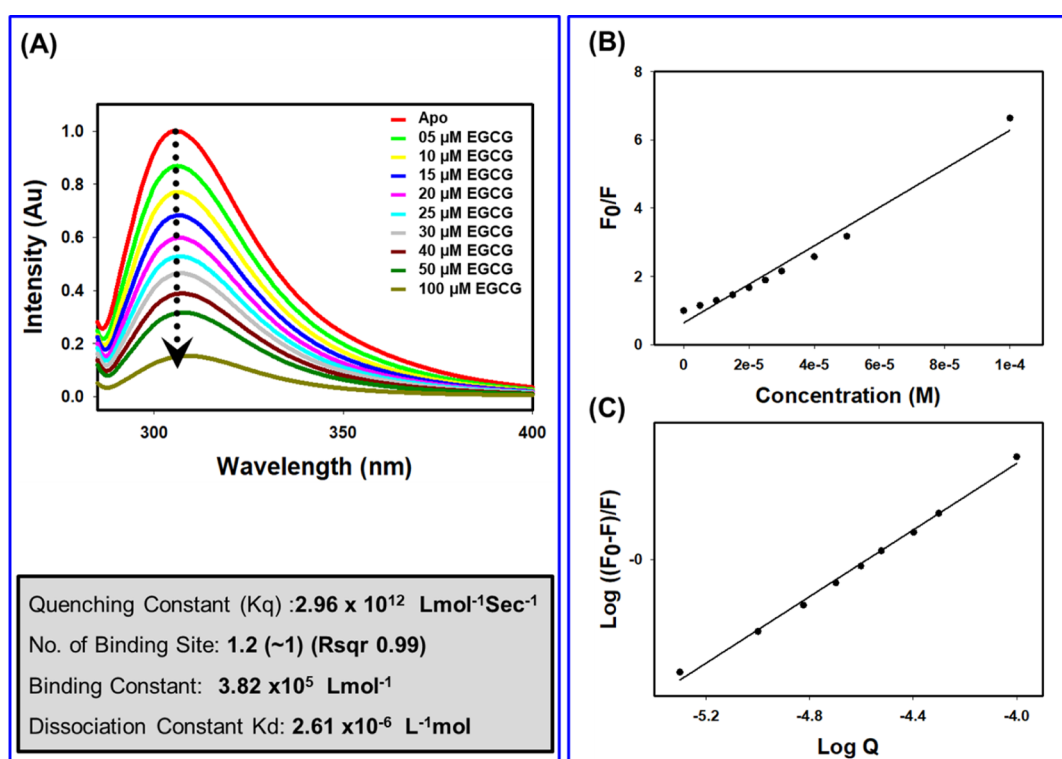 (A)
Intensity (Au)
1.0
0.8
0.6
0.4
0.2
0.0
Apo
05 µM EGCG
10 µM EGCG
15 µM EGCG
20 µM EGCG
25 µM EGCG
30 µM EGCG
40 µM EGCG
50 µM EGCG
100 µM EGCG
300
350
400
Wavelength (nm)
Quenching Constant (Kq) :2.96 x 10¹² Lmol⁻¹Sec⁻¹
No. of Binding Site: 1.2 (~1) (Rsqr 0.99)
Binding Constant: 3.82 x10⁵ Lmol⁻¹
Dissociation Constant Kd: 2.61 x10⁻⁶ L⁻¹mol
(B)
F₀/F
8
6
4
2
0
0
2e-5
4e-5
6e-5
8e-5
1e-4
Concentration (M)
(C)
Log ((F₀-F)/F)
-0
-5.2
-4.8
-4.4
-4.0
Log Q